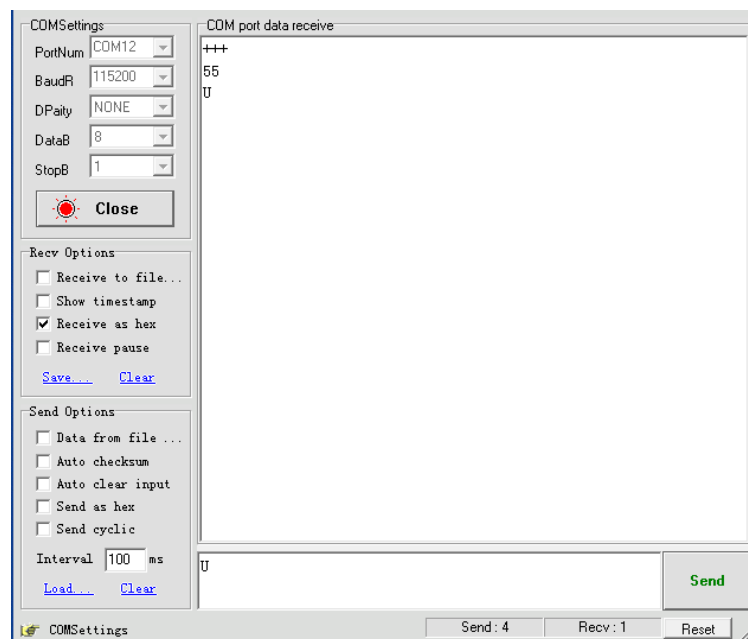 COMSettings
PortNum COM12
BaudR 115200
DPaity NONE
DataB 8
StopB 1
Close
Recv Options
Receive to file...
Show timestamp
Receive as hex
Receive pause
Save... Clear
Send Options
Data from file ...
Auto checksum
Auto clear input
Send as hex
Send cyclic
Interval 100 ms
Load... Clear
COM port data receive
+++
55
U
U
Send
COMSettings
Send : 4
Recv : 1
Reset